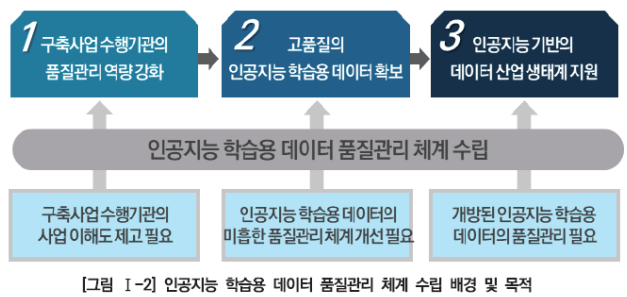 1 구축사업 수행기관의
품질관리 역량 강화
2 고품질의
인공지능 학습용 데이터 확보
3 인공지능 기반의
데이터 산업 생태계 지원
인공지능 학습용 데이터 품질관리 체계 수립
구축사업 수행기관의
사업 이해도 제고 필요
인공지능 학습용 데이터의
미흡한 품질관리 체계 개선 필요
개방된 인공지능 학습용
데이터의 품질관리 필요
[그림 Ⅰ-2] 인공지능 학습용 데이터 품질관리 체계 수립 배경 및 목적